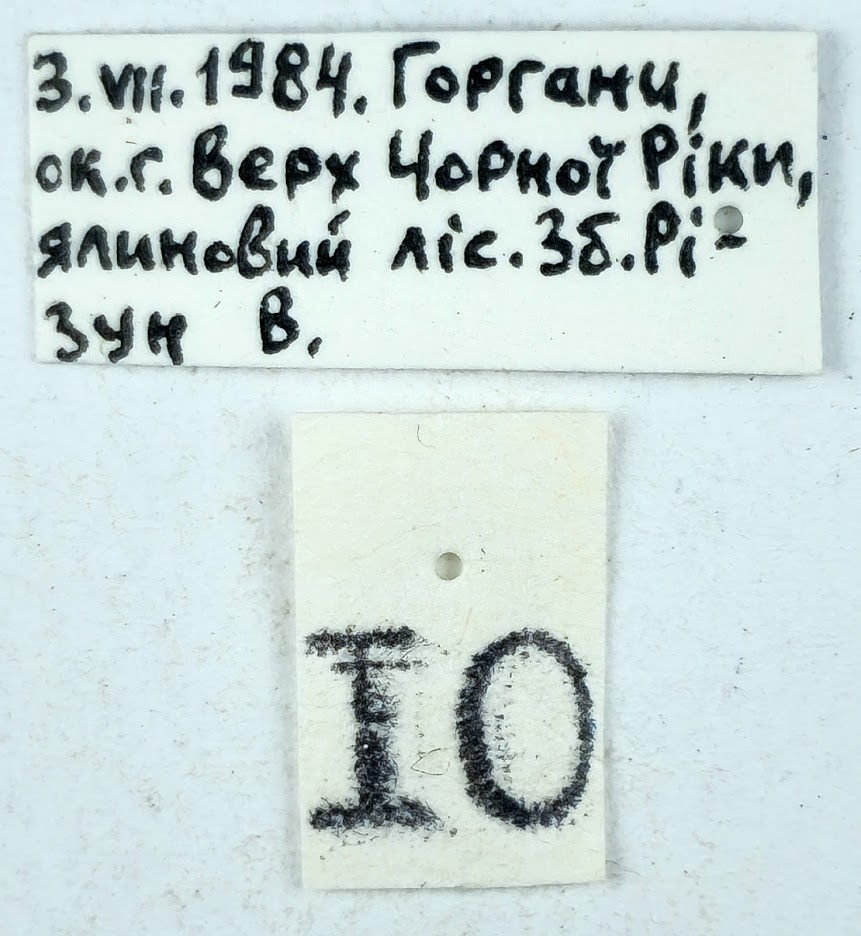 3.VII.1984. Горгани,
ок.г. Верх Чорної Ріки,
ялиновий ліс. Зб. Рі-
зун В.
IO